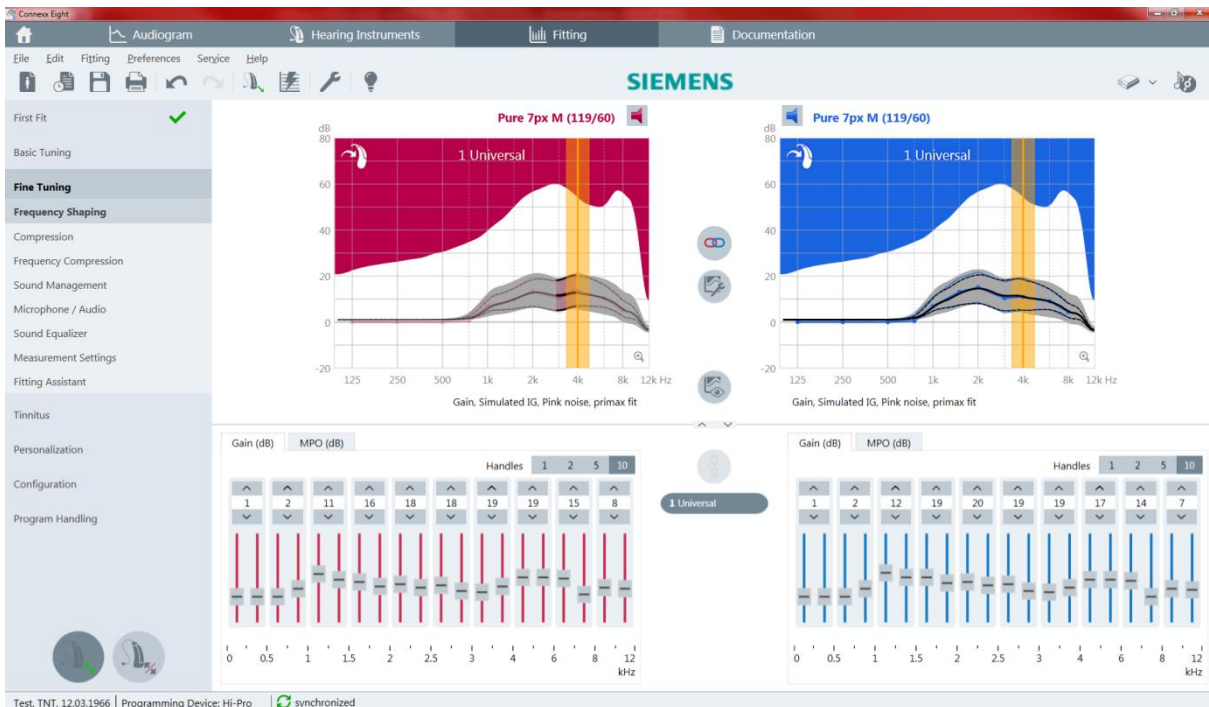 Connexx Eight
Audiogram
Hearing Instruments
Fitting
Documentation
File Edit Fitting Preferences Service Help
SIEMENS
First Fit
Basic Tuning
Fine Tuning
Frequency Shaping
Compression
Frequency Compression
Sound Management
Microphone / Audio
Sound Equalizer
Measurement Settings
Fitting Assistant
Tinnitus
Personalization
Configuration
Program Handling
Pure 7px M (119/60)
dB
80
60
40
20
0
-20
1 Universal
125 250 500 1k 2k 4k 8k 12k Hz
Gain, Simulated IG, Pink noise, primax fit
Pure 7px M (119/60)
dB
80
60
40
20
0
-20
1 Universal
125 250 500 1k 2k 4k 8k 12k Hz
Gain, Simulated IG, Pink noise, primax fit
Gain (dB) MPO (dB)
Handles 1 2 5 10
1 2 11 16 18 18 19 19 15 8
0 0.5 1 1.5 2 2.5 3 4 6 8 12
kHz
1 Universal
Gain (dB) MPO (dB)
Handles 1 2 5 10
1 2 12 19 20 19 19 17 14 7
0 0.5 1 1.5 2 2.5 3 4 6 8 12
kHz
Test, TNT, 12.03.1966 Programming Device: Hi-Pro synchronized